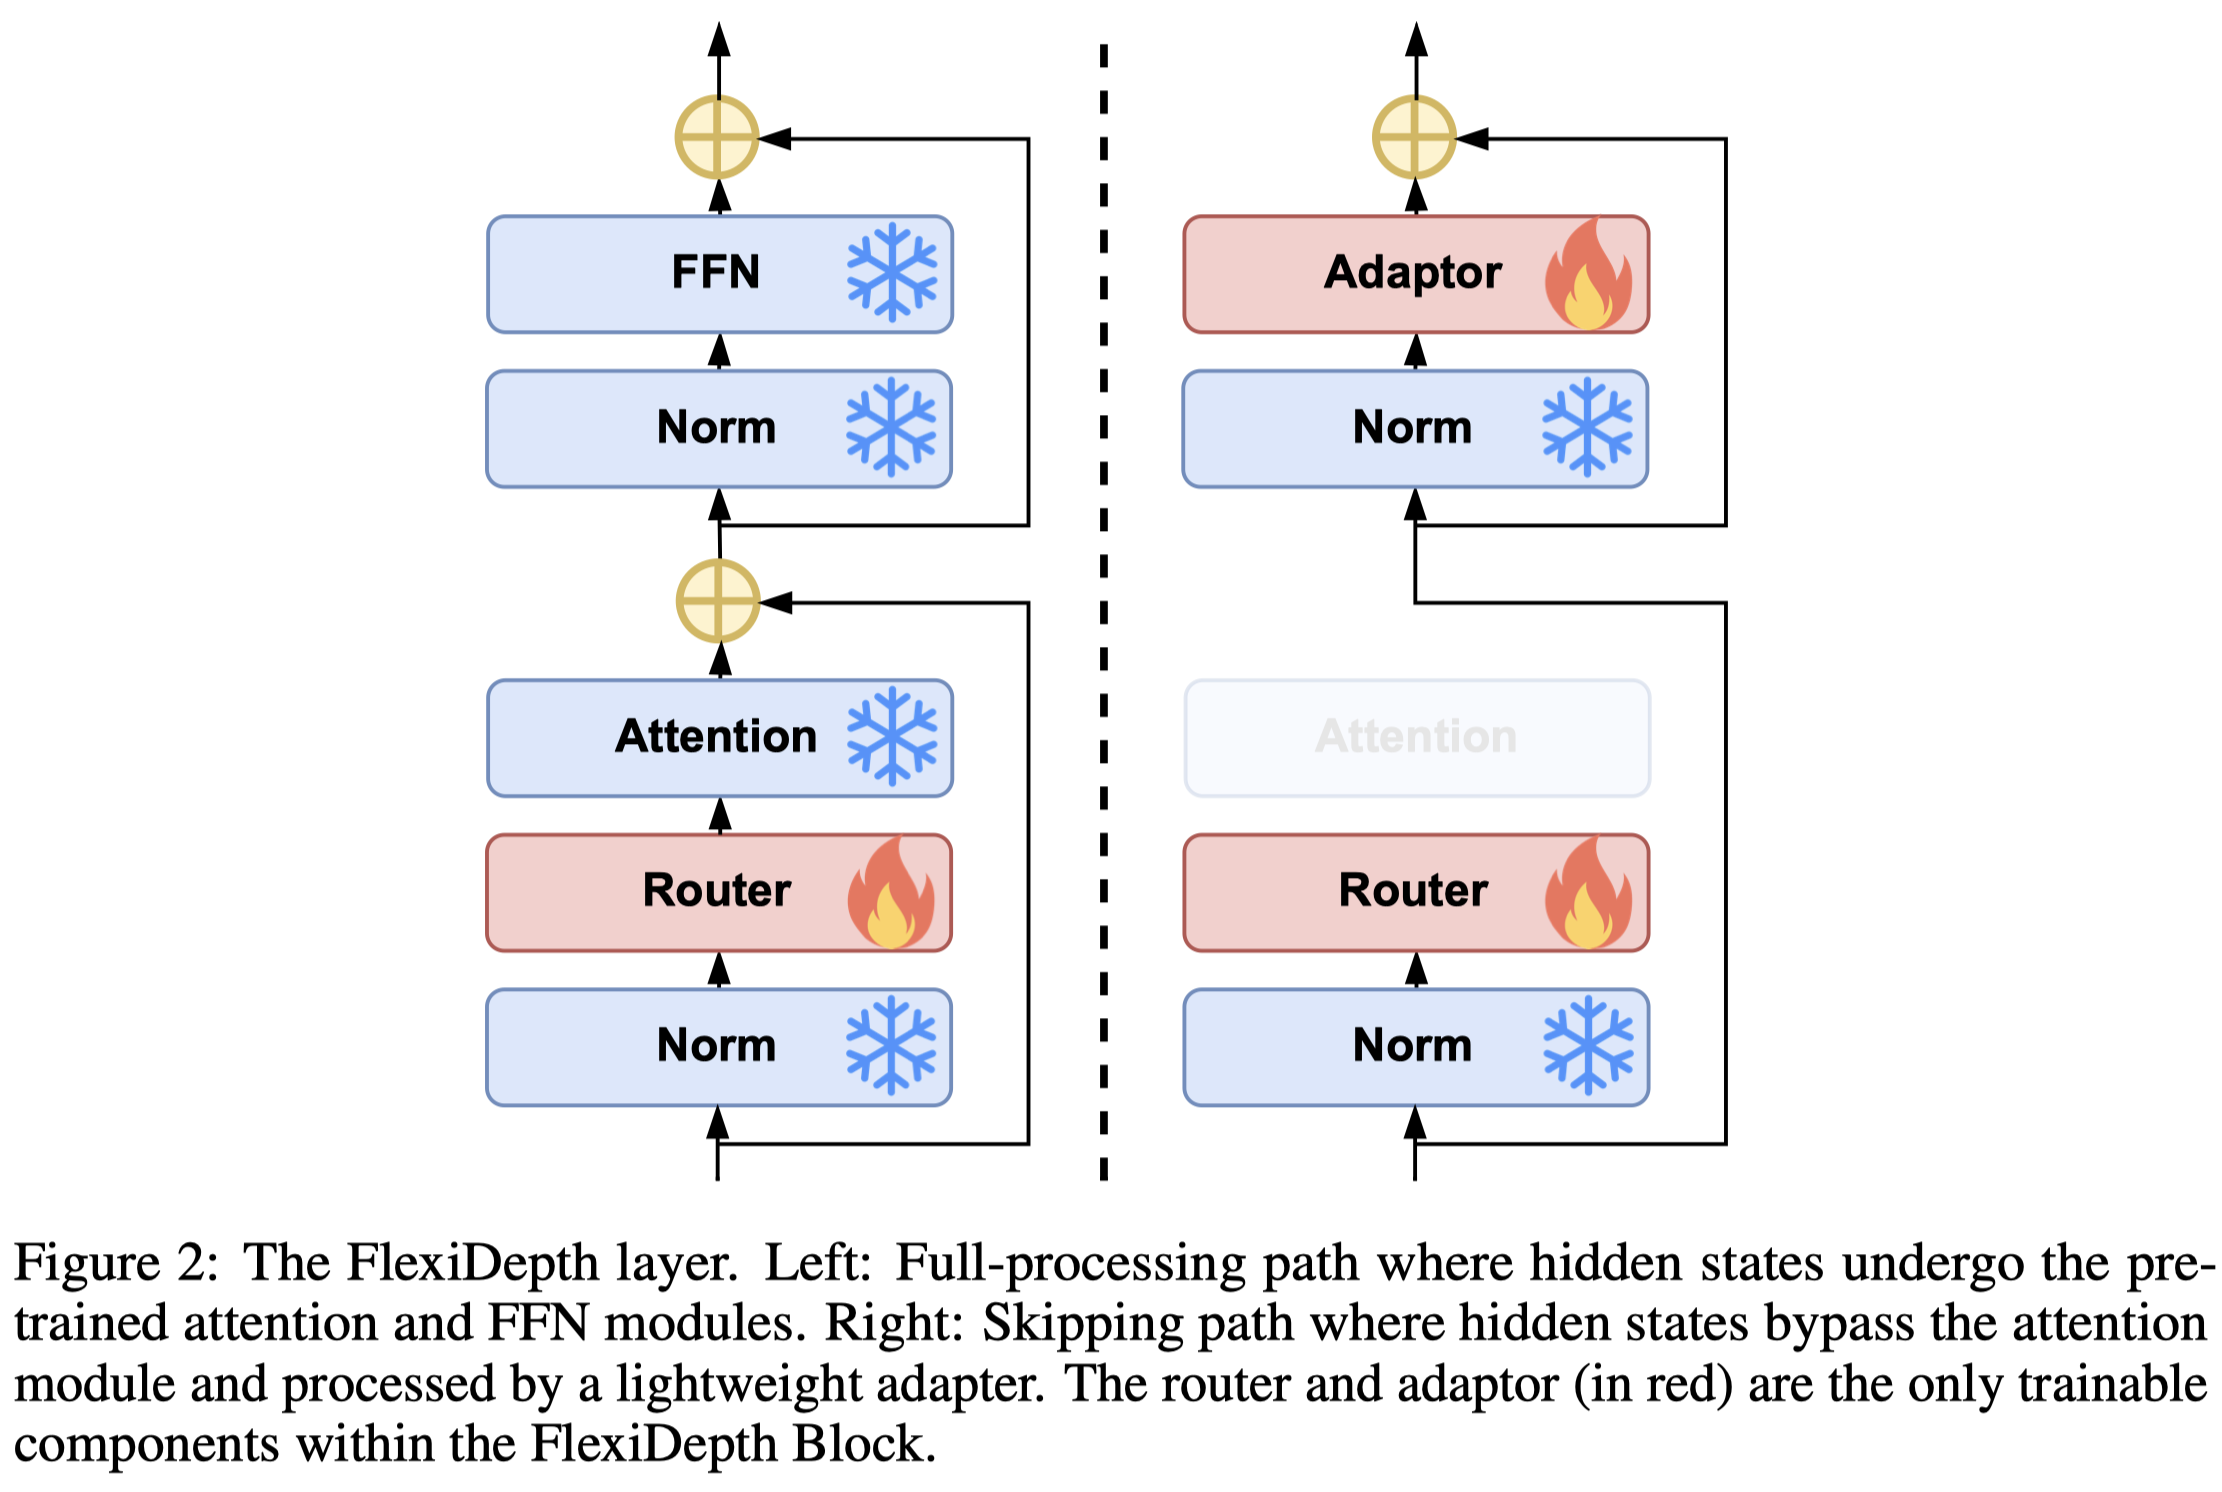 FFN
Adaptor
Norm
Norm
Attention
Attention
Router
Router
Norm
Norm
Figure 2: The FlexiDepth layer. Left: Full-processing path where hidden states undergo the pre-
trained attention and FFN modules. Right: Skipping path where hidden states bypass the attention
module and processed by a lightweight adapter. The router and adaptor (in red) are the only trainable
components within the FlexiDepth Block.